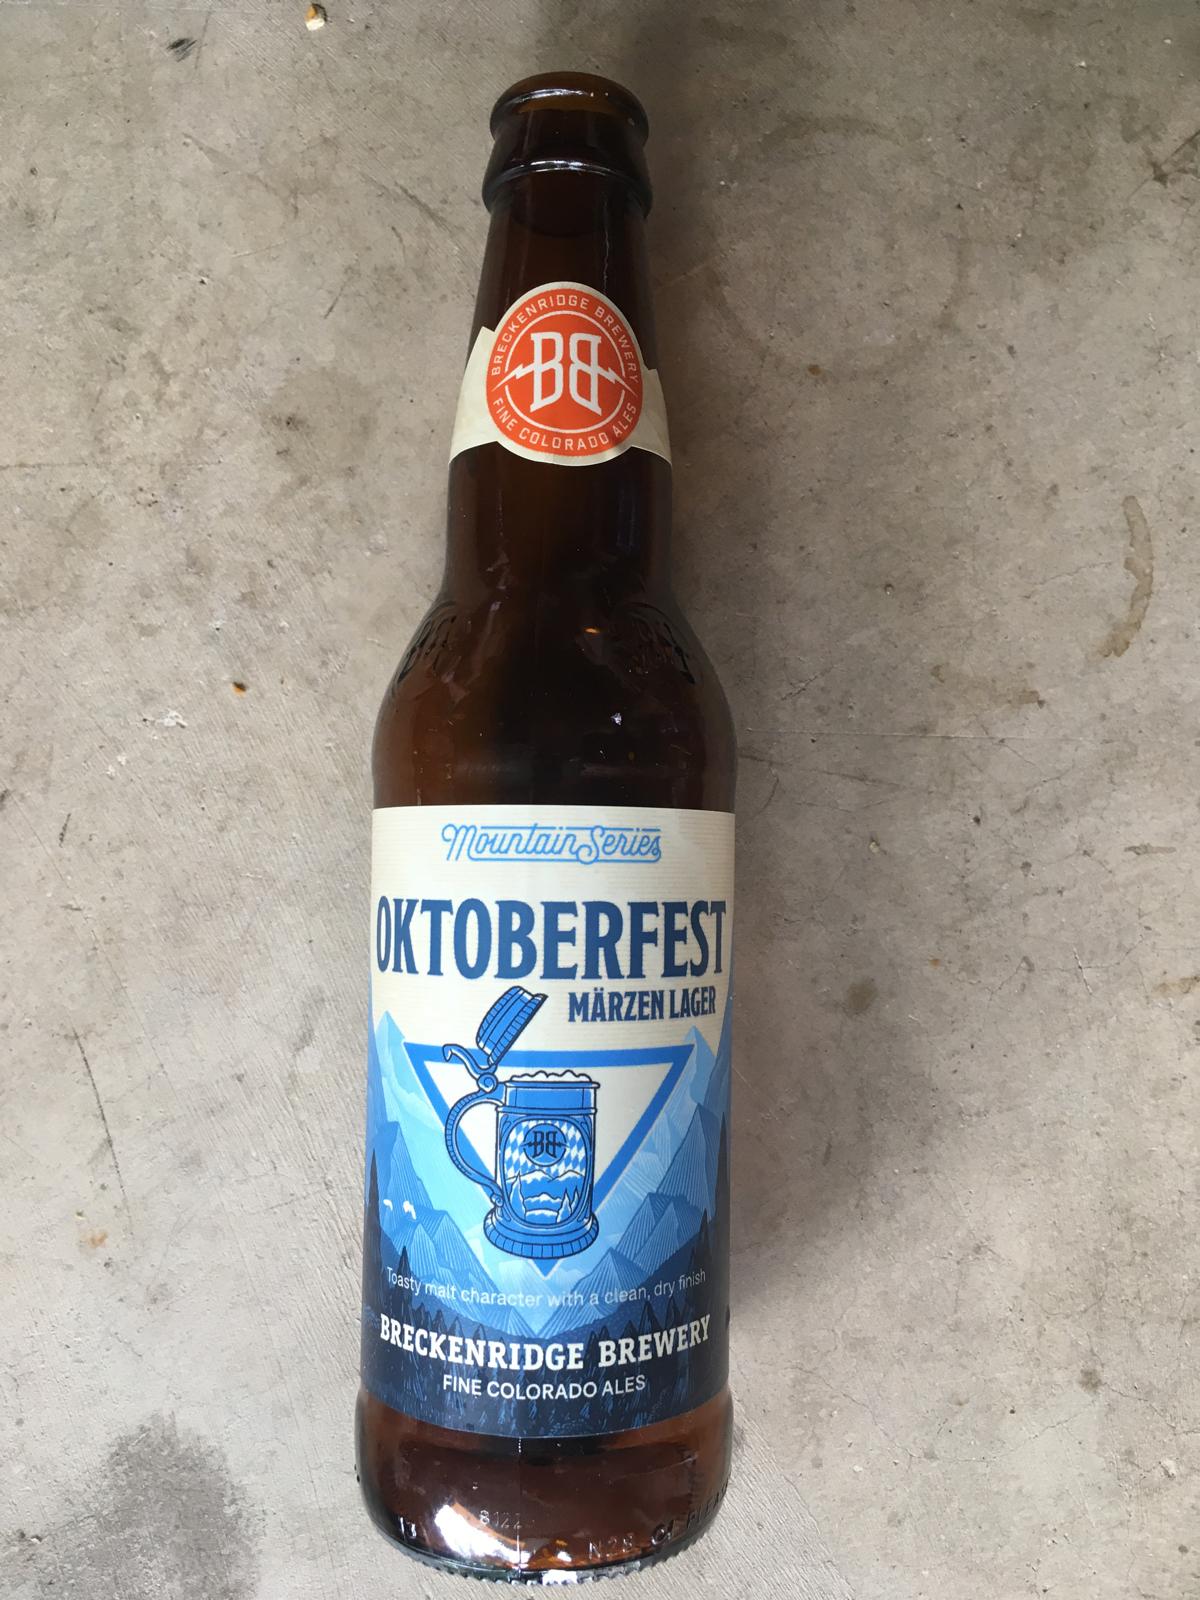 BRECKENRIDGE BREWERY
BB
FINE COLORADO ALES
Mountain Series
OKTOBERFEST
MÄRZEN LAGER
BB
Toasty malt character with a clean, dry finish
BRECKENRIDGE BREWERY
FINE COLORADO ALES